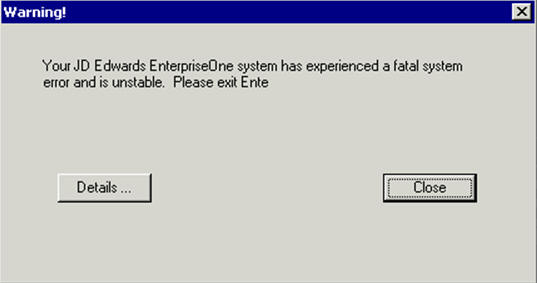 Warning!
Your JD Edwards EnterpriseOne system has experienced a fatal system
error and is unstable.  Please exit Ente
Details ...
Close